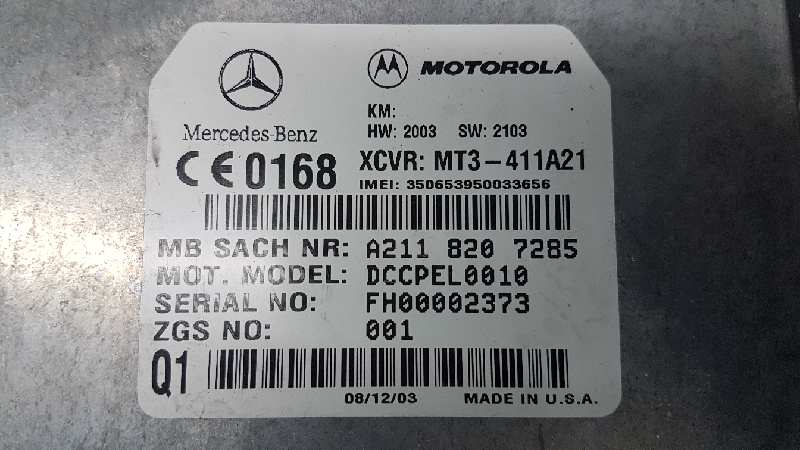 MOTOROLA
Mercedes-Benz
KM:
HW: 2003 SW: 2103
CE 0168 XCVR: MT3-411A21
IMEI: 350653950033656
MB SACH NR: A211 820 7285
MOT. MODEL: DCCPEL0010
SERIAL NO: FH00002373
ZGS NO: 001
Q1
08/12/03 MADE IN U.S.A.